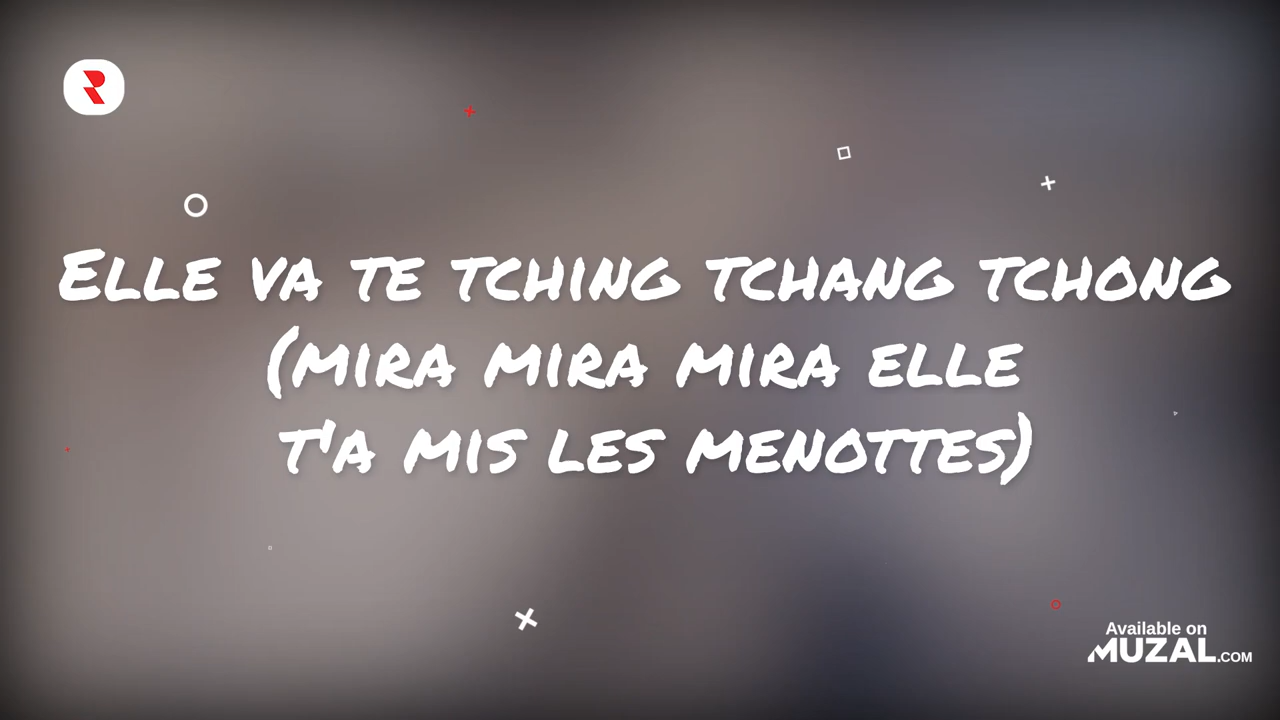 Elle va te tching tchang tchong
(mira mira mira elle
t'a mis les menottes)
Available on
MUZAL.COM